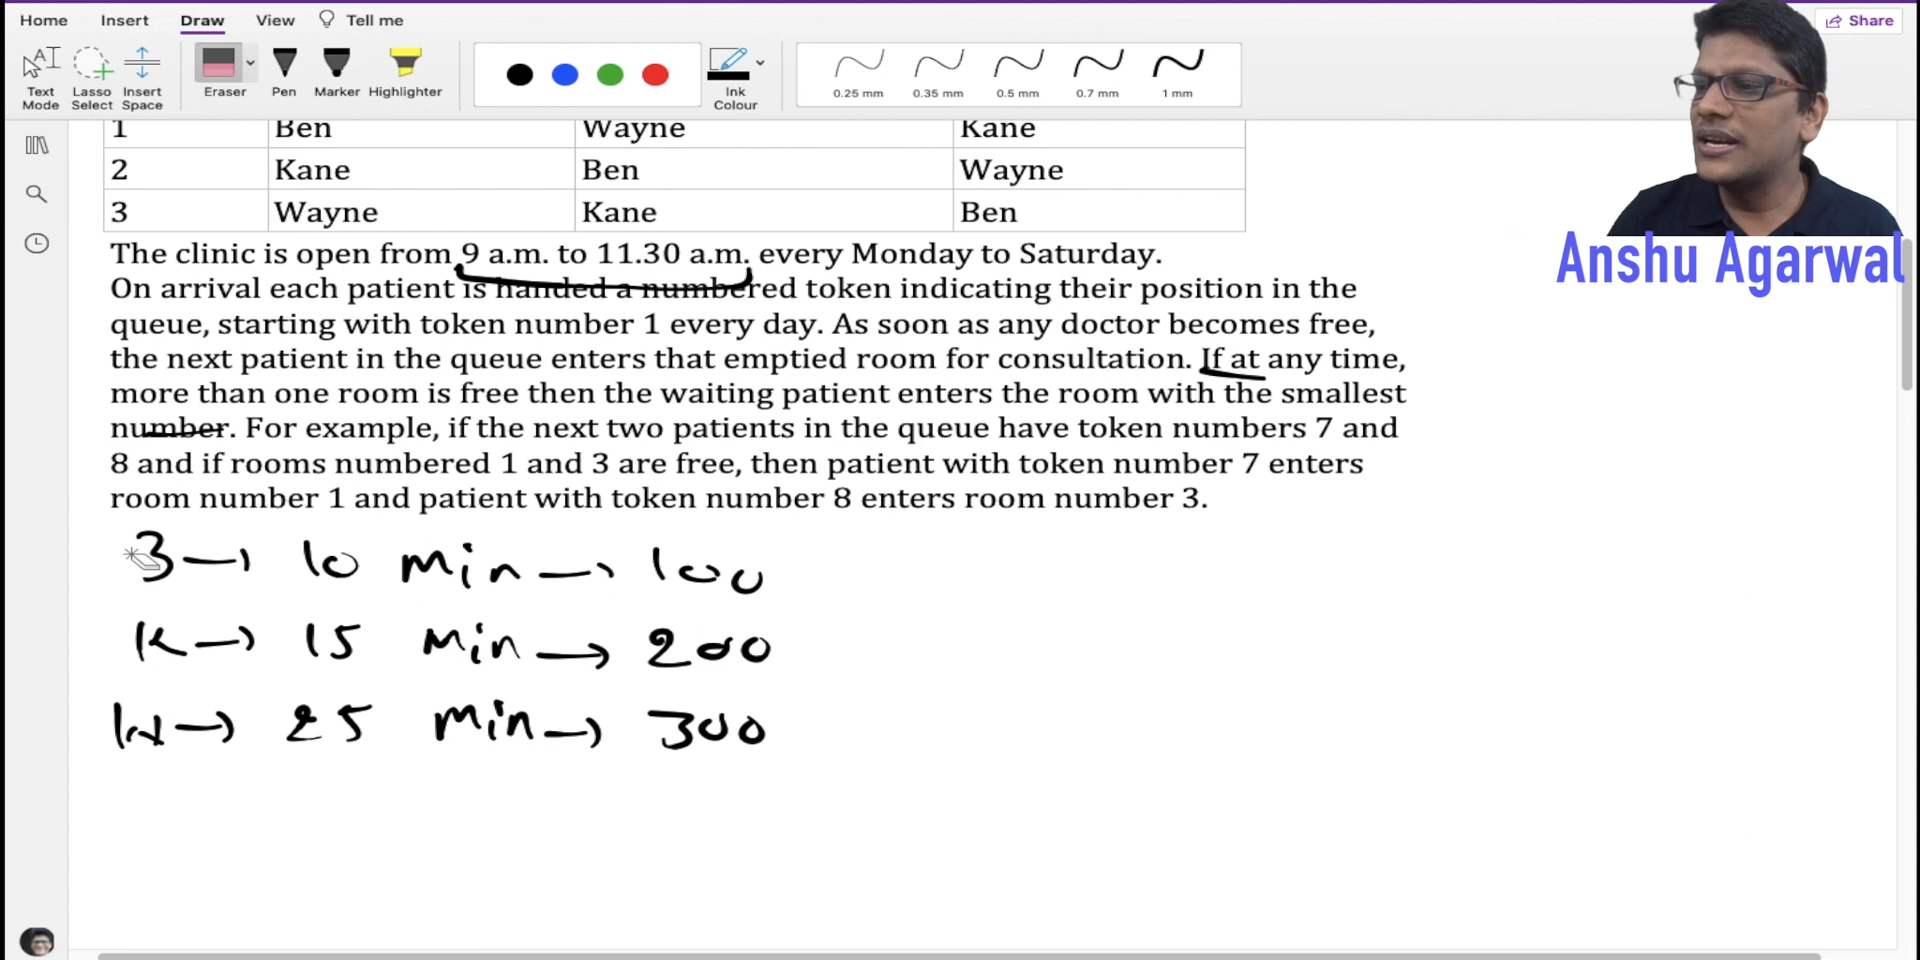 Home Insert Draw View Tell me Share
Text Mode Lasso Select Insert Space Eraser Pen Marker Highlighter Ink Colour 0.25 mm 0.35 mm 0.5 mm 0.7 mm 1 mm
1 Ben Wayne Kane
2 Kane Ben Wayne
3 Wayne Kane Ben
Anshu Agarwal
The clinic is open from 9 a.m. to 11.30 a.m. every Monday to Saturday.
On arrival each patient is handed a numbered token indicating their position in the
queue, starting with token number 1 every day. As soon as any doctor becomes free,
the next patient in the queue enters that emptied room for consultation. If at any time,
more than one room is free then the waiting patient enters the room with the smallest
number. For example, if the next two patients in the queue have token numbers 7 and
8 and if rooms numbered 1 and 3 are free, then patient with token number 7 enters
room number 1 and patient with token number 8 enters room number 3.
3 → 10 min → 100
K → 15 min → 200
W → 25 min → 300